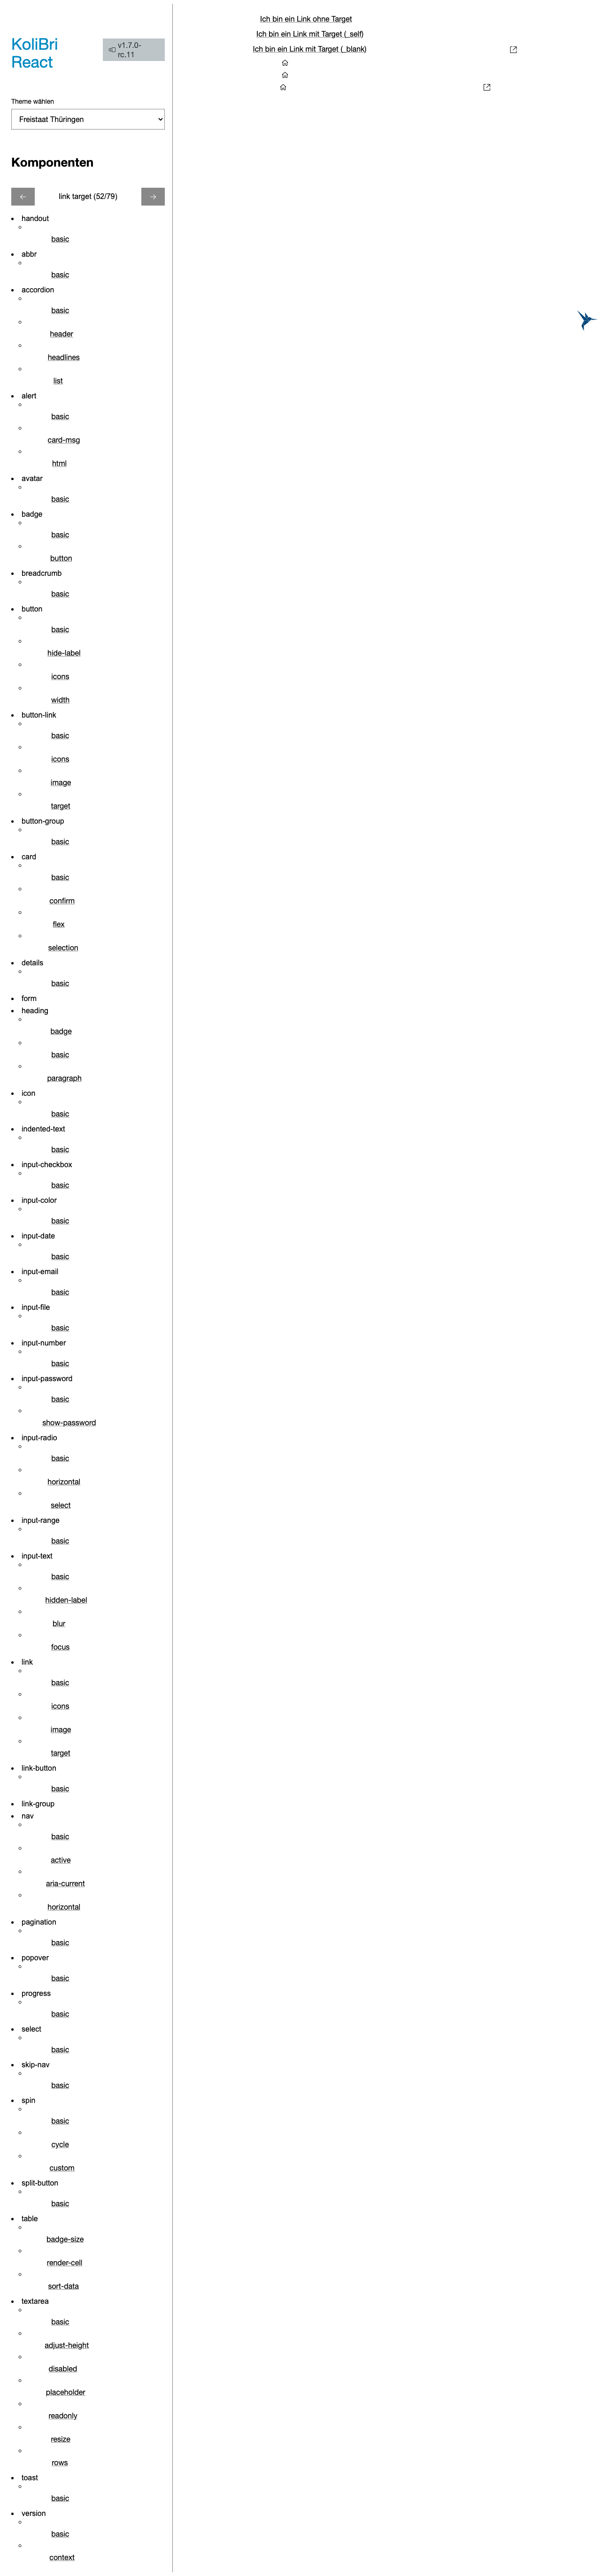 KoliBri
React
v1.7.0-
rc.11
Theme wählen
Freistaat Thüringen
Komponenten
link target (52/79)
handout
basic
abbr
basic
accordion
basic
header
headlines
list
alert
basic
card-msg
html
avatar
basic
badge
basic
button
breadcrumb
basic
button
basic
hide-label
icons
width
button-link
basic
icons
image
target
button-group
basic
card
basic
confirm
flex
selection
details
basic
form
heading
badge
basic
paragraph
icon
basic
indented-text
basic
input-checkbox
basic
input-color
basic
input-date
basic
input-email
basic
input-file
basic
input-number
basic
input-password
basic
show-password
input-radio
basic
horizontal
select
input-range
basic
input-text
basic
hidden-label
blur
focus
link
basic
icons
image
target
link-button
basic
link-group
nav
basic
active
aria-current
horizontal
pagination
basic
popover
basic
progress
basic
select
basic
skip-nav
basic
spin
basic
cycle
custom
split-button
basic
table
badge-size
render-cell
sort-data
textarea
basic
adjust-height
disabled
placeholder
readonly
resize
rows
toast
basic
version
basic
context
Ich bin ein Link ohne Target
Ich bin ein Link mit Target (_self)
Ich bin ein Link mit Target (_blank)